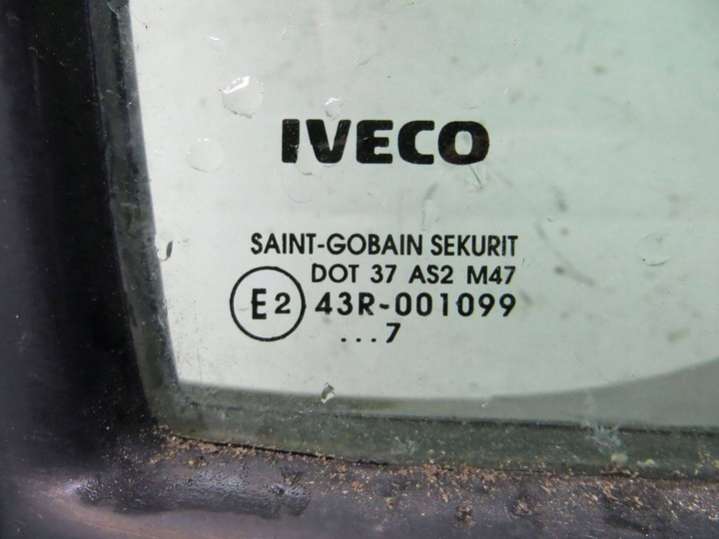 IVECO
SAINT-GOBAIN SEKURIT
DOT 37 AS2 M47
E2 43R-001099
...7